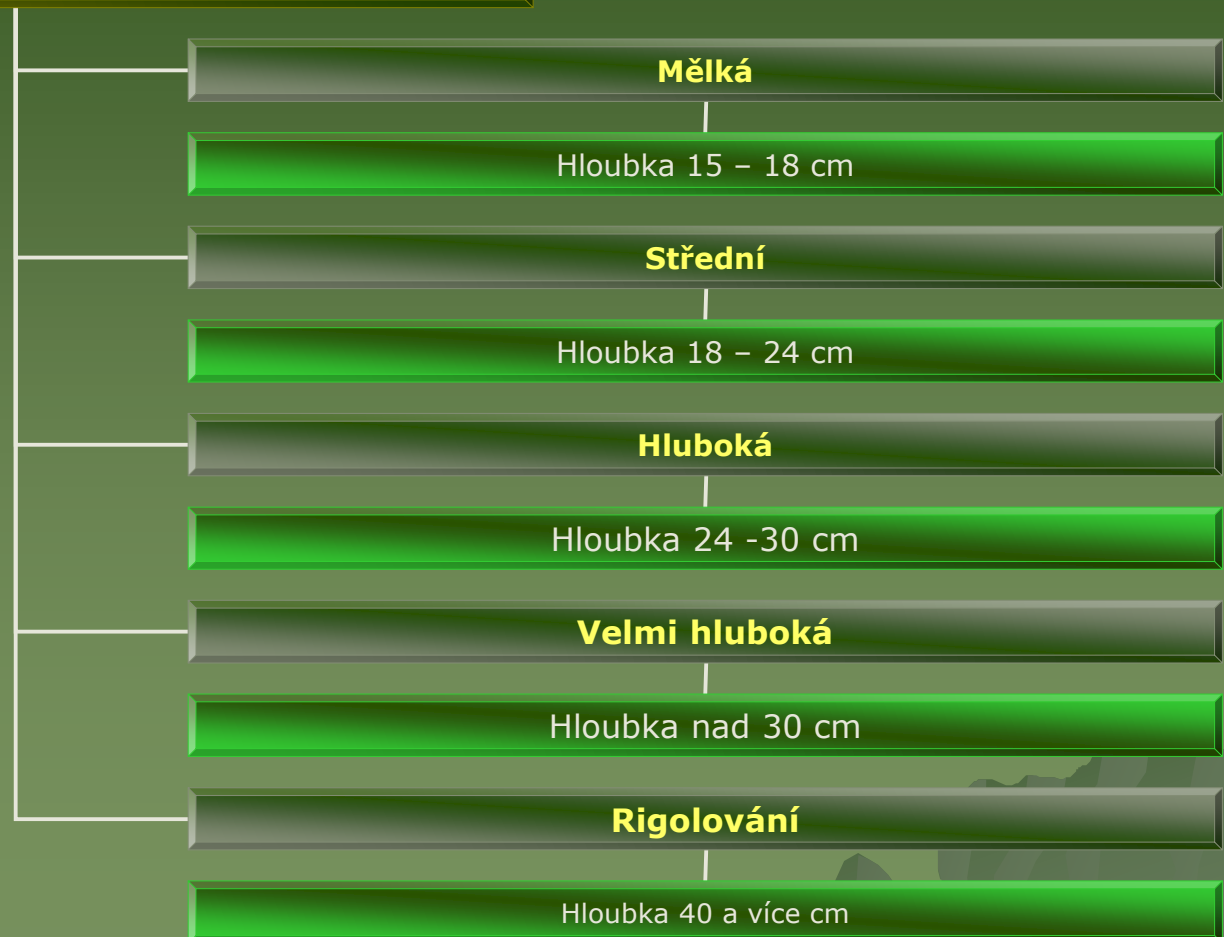 Mělká
Hloubka 15 – 18 cm
Střední
Hloubka 18 – 24 cm
Hluboká
Hloubka 24 -30 cm
Velmi hluboká
Hloubka nad 30 cm
Rigolování
Hloubka 40 a více cm